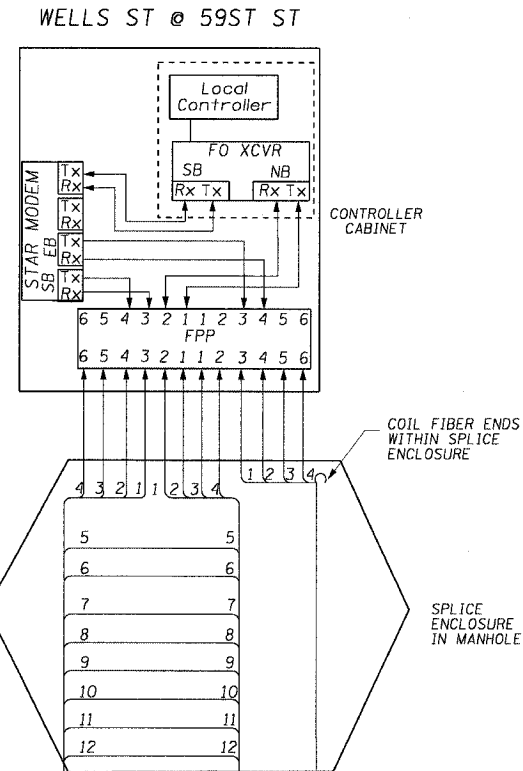 WELLS ST @ 59ST ST
Local
Controller
FO XCVR
SB NB
Rx Tx Rx Tx
CONTROLLER
CABINET
STAR MODEM
Tx
Rx
Tx
Rx
EB
Tx
Rx
SB
Tx
Rx
6 5 4 3 2 1 1 2 3 4 5 6
FPP
6 5 4 3 2 1 1 2 3 4 5 6
COIL FIBER ENDS
WITHIN SPLICE
ENCLOSURE
4 3 2 1 1 2 3 4 1 2 3 4
5 5
6 6
7 7
8 8
9 9
10 10
11 11
12 12
SPLICE
ENCLOSURE
IN MANHOLE